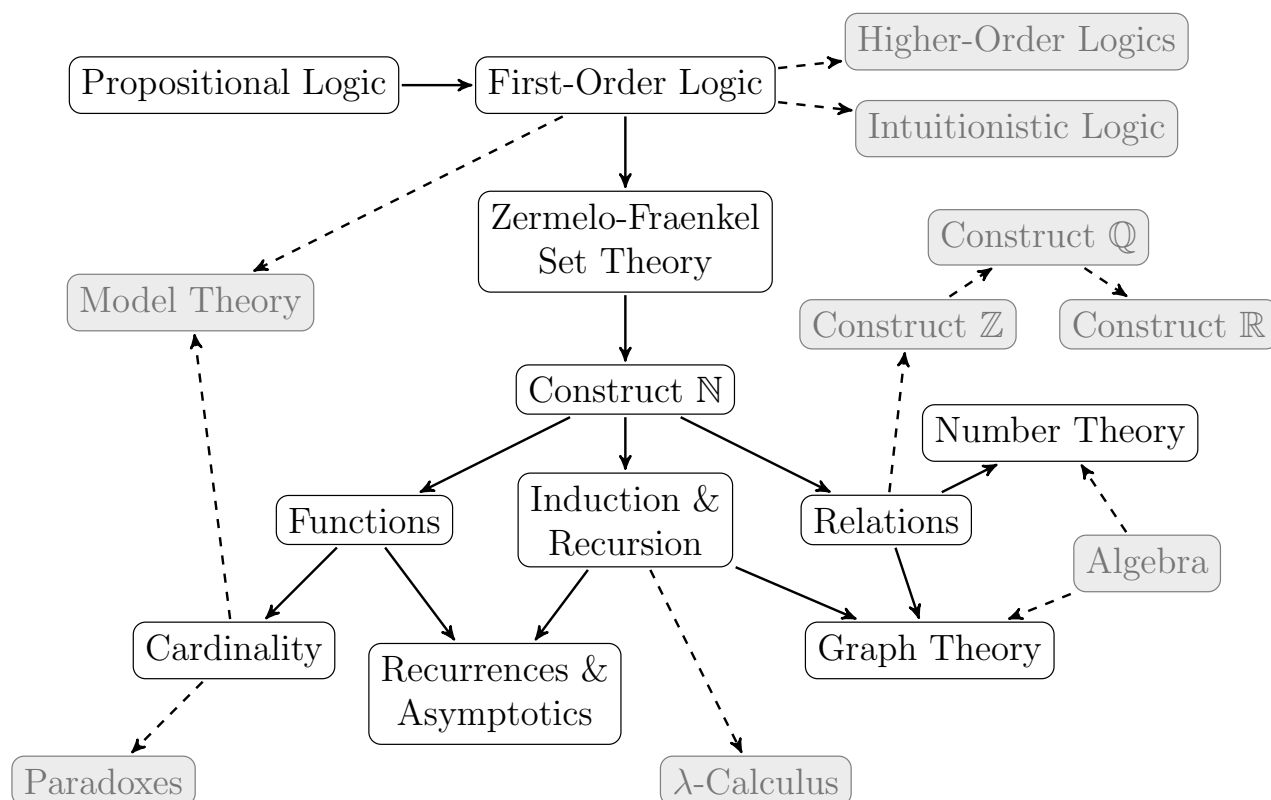 Higher-Order Logics
Propositional Logic
First-Order Logic
Intuitionistic Logic
Zermelo-Fraenkel
Set Theory
Construct ℚ
Model Theory
Construct ℤ
Construct ℝ
Construct ℕ
Number Theory
Functions
Induction &
Recursion
Relations
Algebra
Cardinality
Recurrences &
Asymptotics
Graph Theory
Paradoxes
λ-Calculus